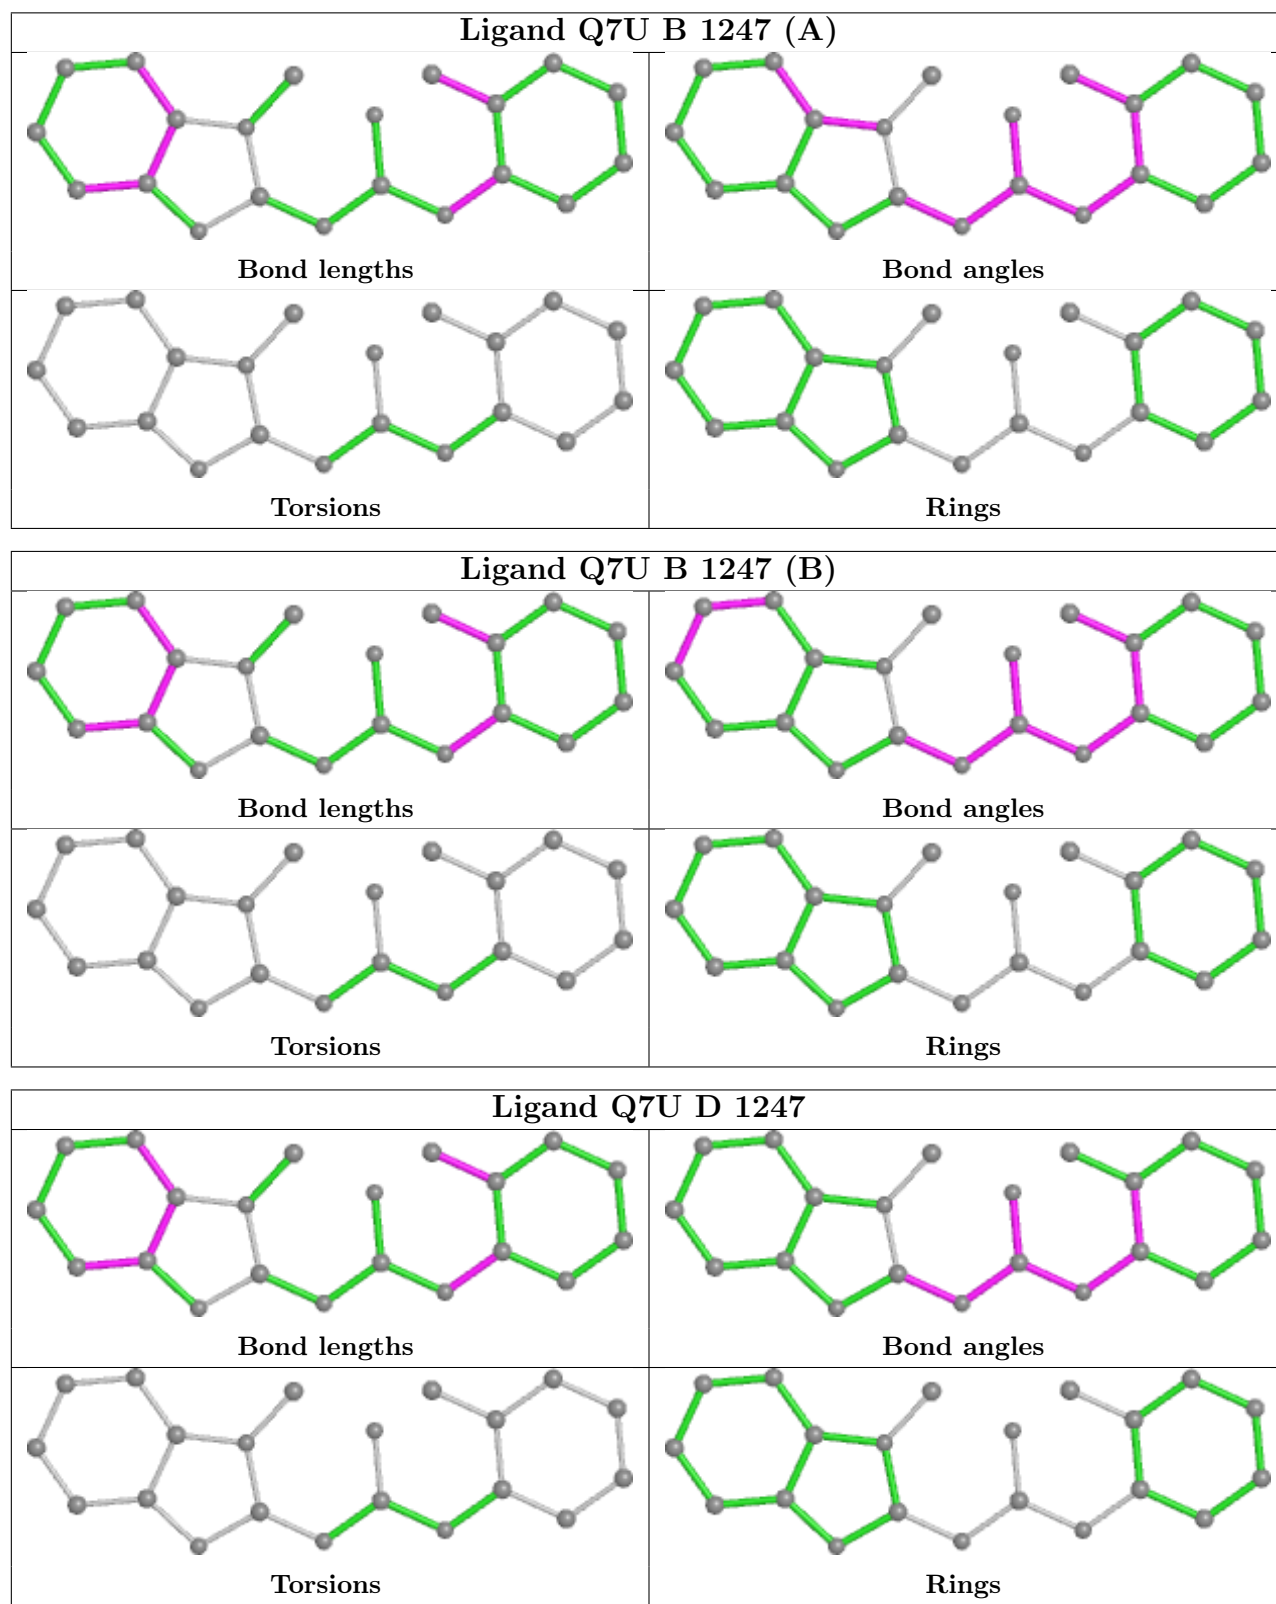 Ligand Q7U B 1247 (A)
Bond lengths
Bond angles
Torsions
Rings
Ligand Q7U B 1247 (B)
Bond lengths
Bond angles
Torsions
Rings
Ligand Q7U D 1247
Bond lengths
Bond angles
Torsions
Rings